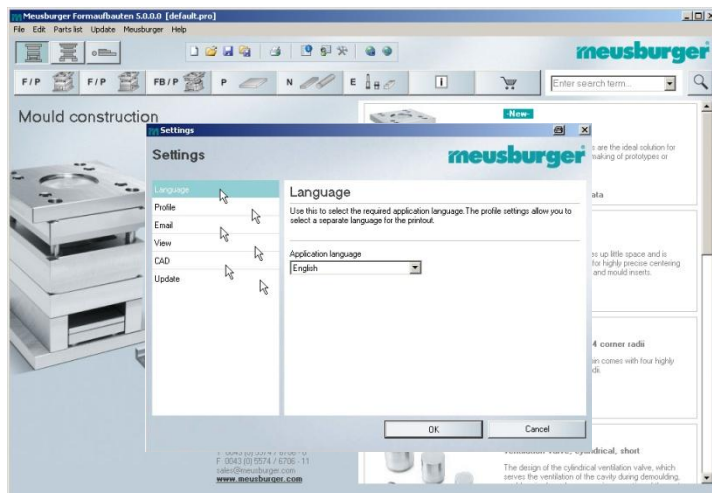 Meusburger Formaufbauten 5.0.0.0 [default.pro]
File Edit Parts list Update Meusburger Help
meusburger
F/P F/P FB/P P N E i Enter search term...
Mould construction
-New-
Settings
Settings
meusburger
s are the ideal solution for
making of prototypes or
ata
Language
Profile
Email
View
CAD
Update
Language
Use this to select the required application language. The profile settings allow you to
select a separate language for the printout.
Application language
English
es up little space and is
for highly precise centering
and mould inserts.
4 corner radii
in comes with four highly
dii.
OK Cancel
F 0043 (0) 5574 / 6706 - 11
sales@meusburger.com
www.meusburger.com
Ventilation valve, cylindrical, short
The design of the cylindrical ventilation valve, which
serves the ventilation of the cavity during demoulding,